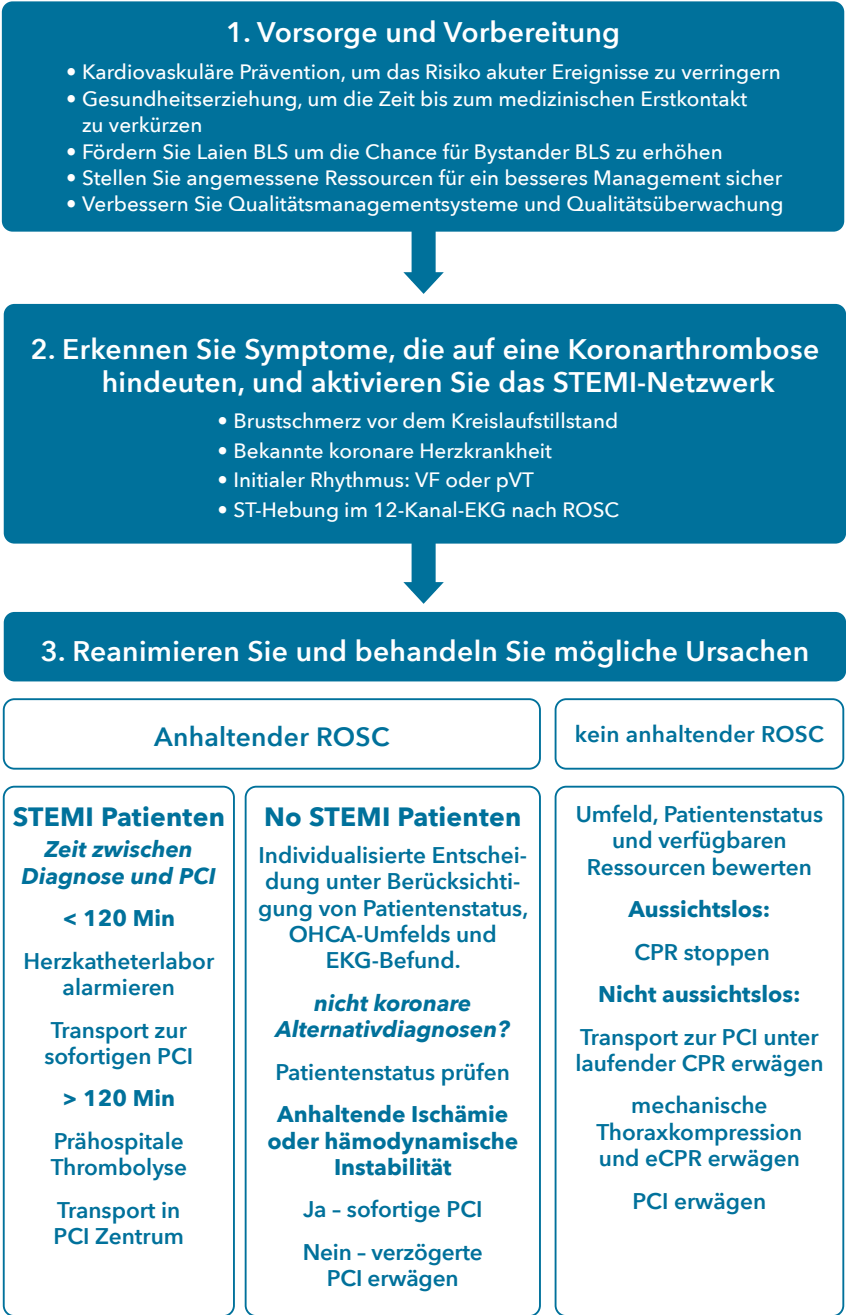 1. Vorsorge und Vorbereitung
• Kardiovaskuläre Prävention, um das Risiko akuter Ereignisse zu verringern
• Gesundheitserziehung, um die Zeit bis zum medizinischen Erstkontakt
zu verkürzen
• Fördern Sie Laien BLS um die Chance für Bystander BLS zu erhöhen
• Stellen Sie angemessene Ressourcen für ein besseres Management sicher
• Verbessern Sie Qualitätsmanagementsysteme und Qualitätsüberwachung
2. Erkennen Sie Symptome, die auf eine Koronarthrombose
hindeuten, und aktivieren Sie das STEMI-Netzwerk
• Brustschmerz vor dem Kreislaufstillstand
• Bekannte koronare Herzkrankheit
• Initialer Rhythmus: VF oder pVT
• ST-Hebung im 12-Kanal-EKG nach ROSC
3. Reanimieren Sie und behandeln Sie mögliche Ursachen
Anhaltender ROSC
STEMI Patienten
Zeit zwischen
Diagnose und PCI
< 120 Min
Herzkatheterlabor
alarmieren
Transport zur
sofortigen PCI
> 120 Min
Prähospitale
Thrombolyse
Transport in
PCI Zentrum
No STEMI Patienten
Individualisierte Entschei-
dung unter Berücksichti-
gung von Patientenstatus,
OHCA-Umfelds und
EKG-Befund.
nicht koronare
Alternativdiagnosen?
Patientenstatus prüfen
Anhaltende Ischämie
oder hämodynamische
Instabilität
Ja – sofortige PCI
Nein – verzögerte
PCI erwägen
kein anhaltender ROSC
Umfeld, Patientenstatus
und verfügbaren
Ressourcen bewerten
Aussichtslos:
CPR stoppen
Nicht aussichtslos:
Transport zur PCI unter
laufender CPR erwägen
mechanische
Thoraxkompression
und eCPR erwägen
PCI erwägen